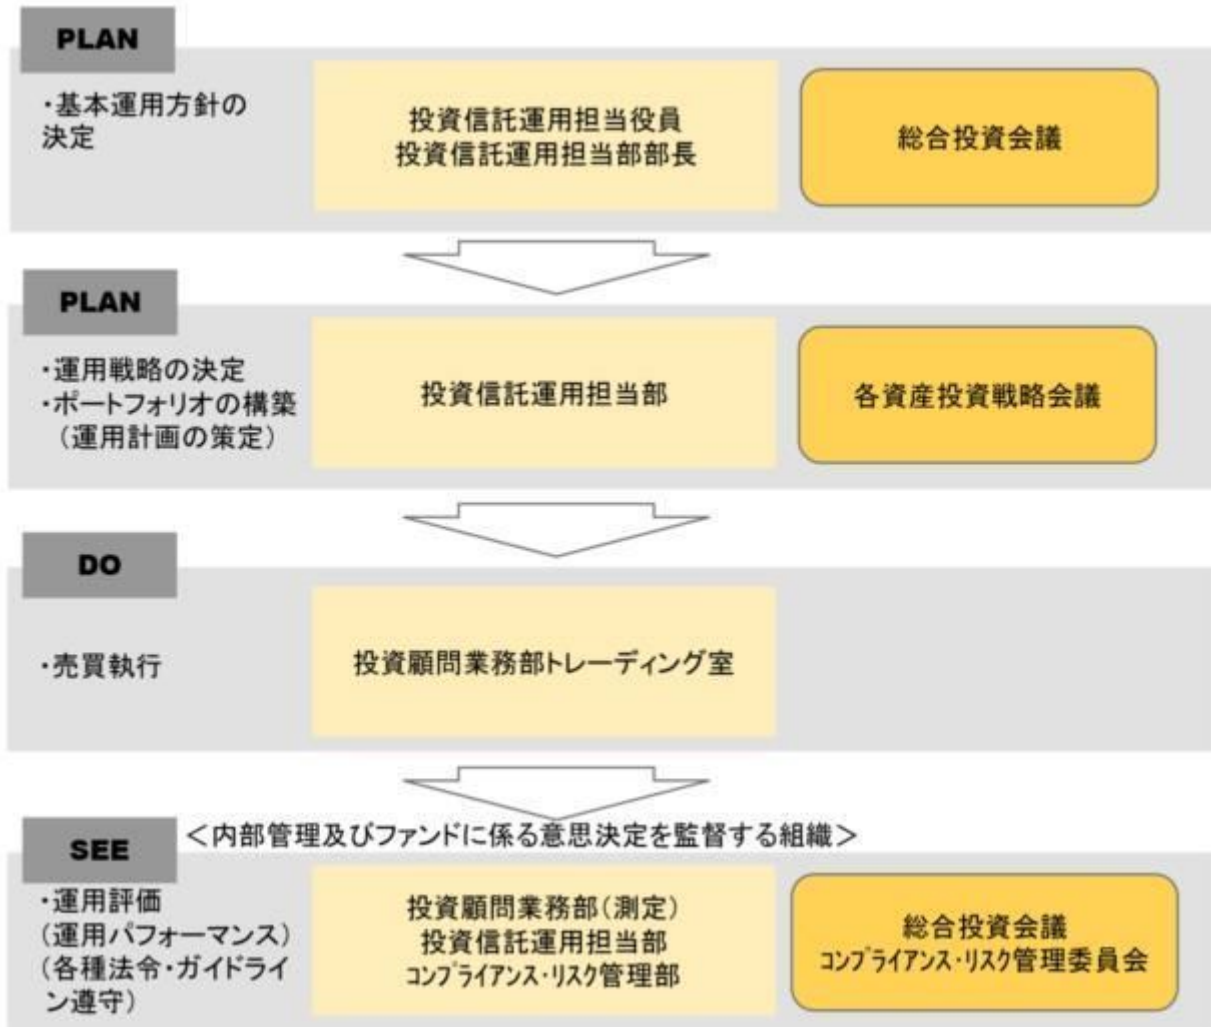 PLAN
・基本運用方針の
決定
投資信託運用担当役員
投資信託運用担当部部長
総合投資会議
PLAN
・運用戦略の決定
・ポートフォリオの構築
（運用計画の策定）
投資信託運用担当部
各資産投資戦略会議
DO
・売買執行
投資顧問業務部トレーディング室
SEE
＜内部管理及びファンドに係る意思決定を監督する組織＞
・運用評価
（運用パフォーマンス）
（各種法令・ガイドライ
ン遵守）
投資顧問業務部（測定）
投資信託運用担当部
ｺﾝﾌﾟﾗｲｱﾝｽ・ﾘｽｸ管理部
総合投資会議
ｺﾝﾌﾟﾗｲｱﾝｽ・ﾘｽｸ管理委員会